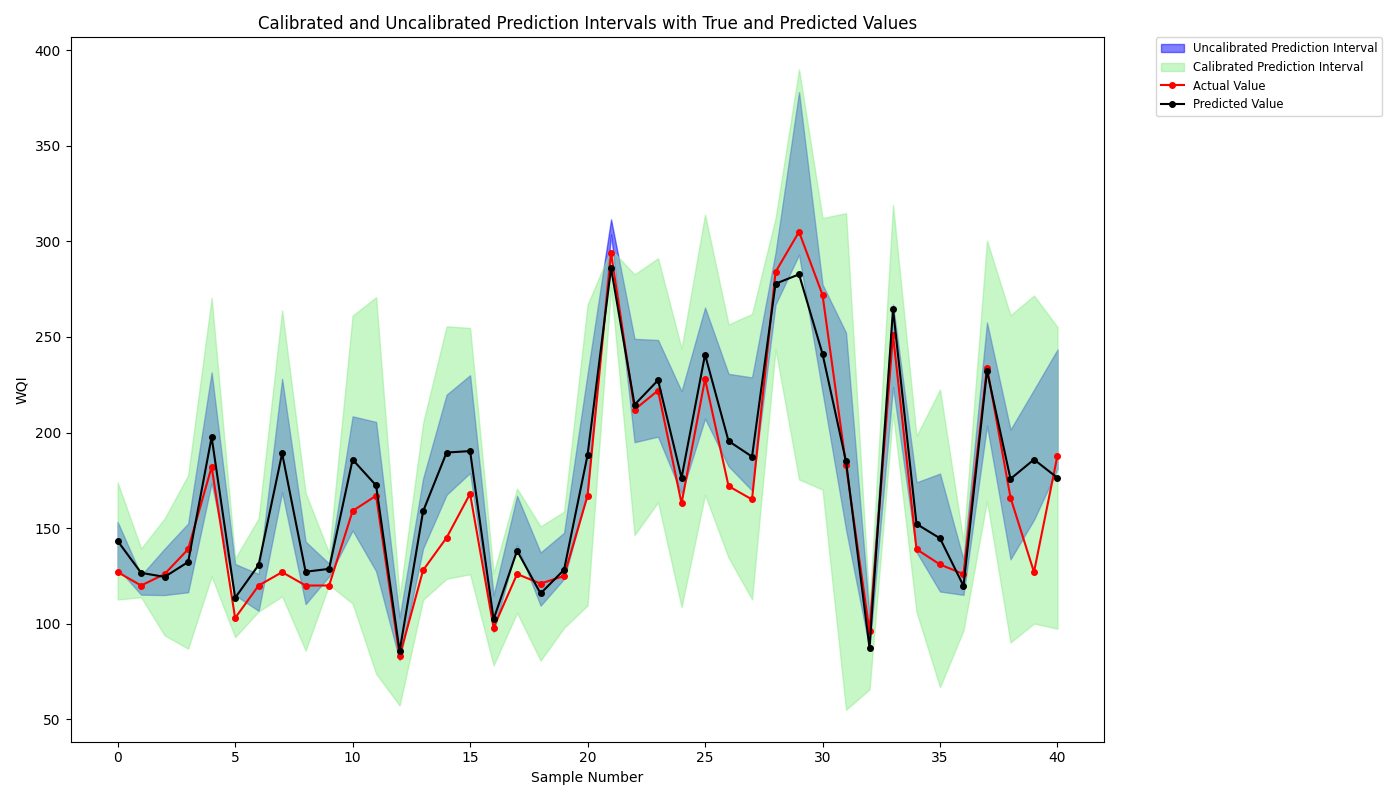 Calibrated and Uncalibrated Prediction Intervals with True and Predicted Values
400
350
300
250
200
150
100
50
WQI
0 5 10 15 20 25 30 35 40
Sample Number
Uncalibrated Prediction Interval
Calibrated Prediction Interval
Actual Value
Predicted Value